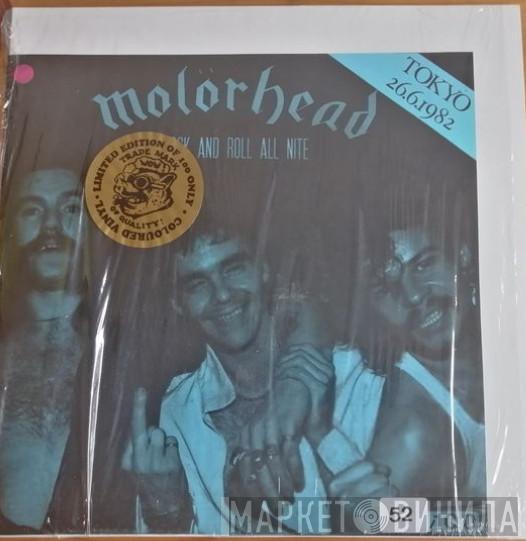 TOKYO
26.6.1982
motörhead
ROCK AND ROLL ALL NITE
LIMITED EDITION OF 100 ONLY • COLOURED VINYL •
TRADE MARK
WOW!
QUALITY!
52
МАРКЕТ ВИНИЛА